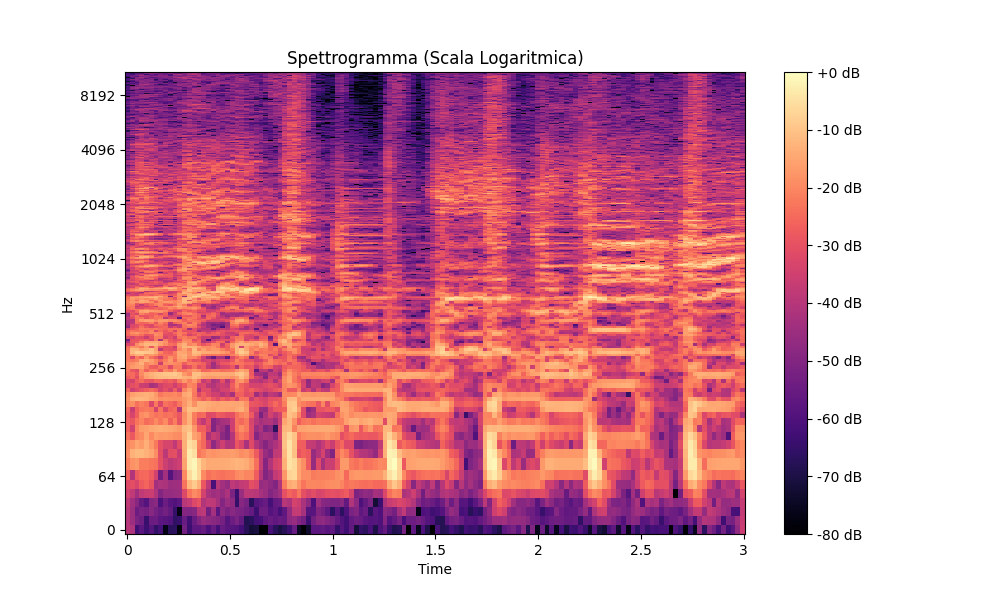 Spettrogramma (Scala Logaritmica)
Hz
8192
4096
2048
1024
512
256
128
64
0
0 0.5 1 1.5 2 2.5 3
Time
+0 dB
-10 dB
-20 dB
-30 dB
-40 dB
-50 dB
-60 dB
-70 dB
-80 dB